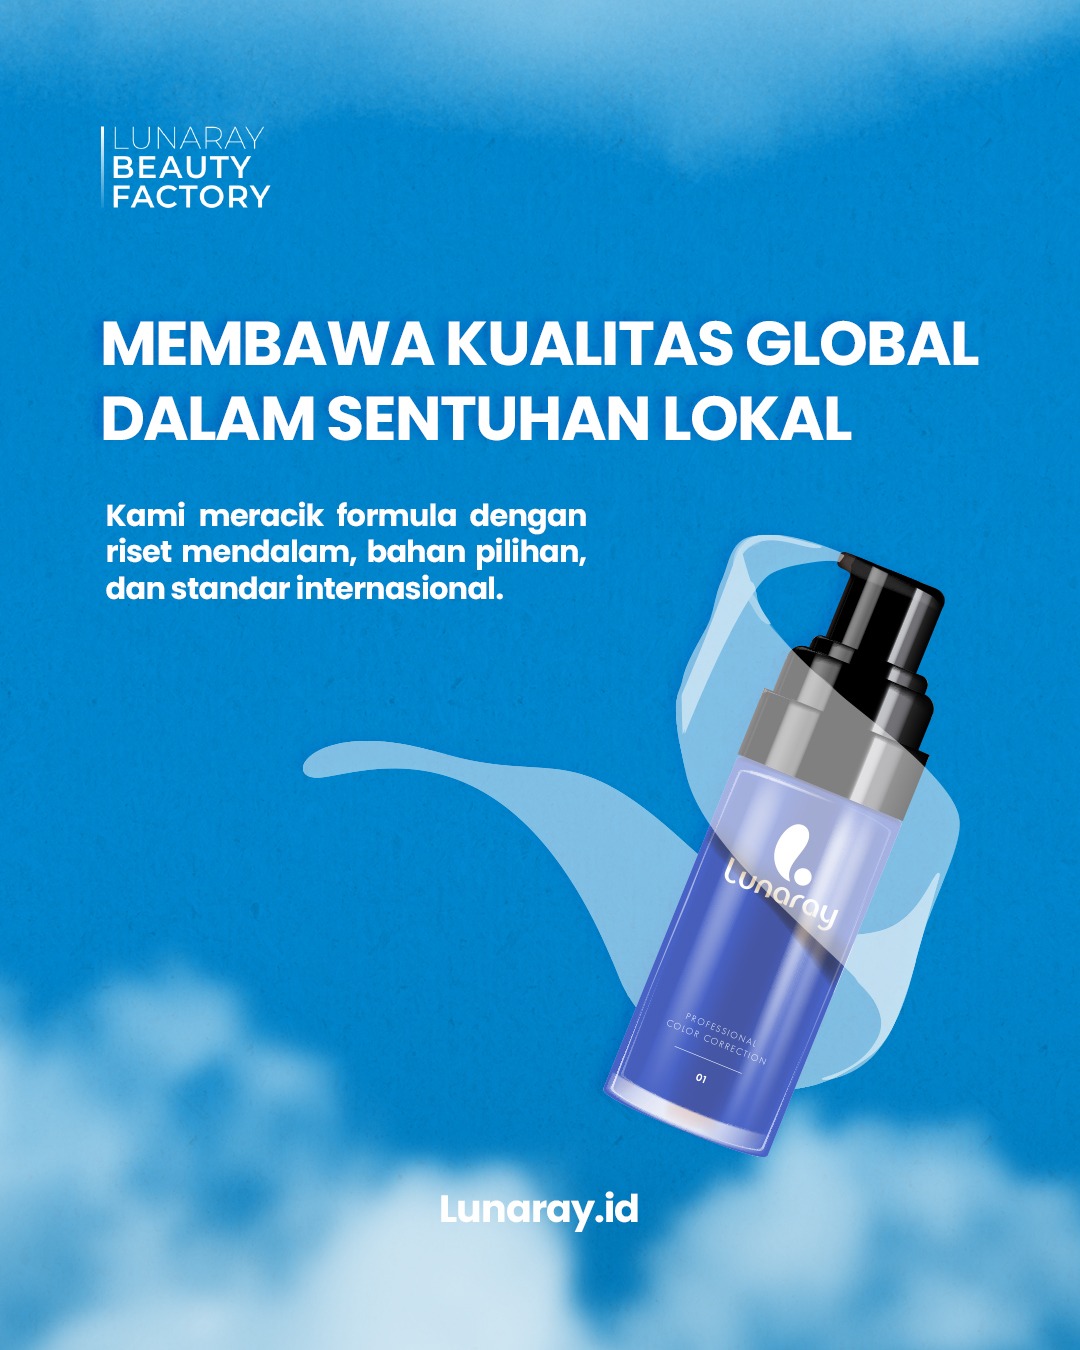 LUNARAY
BEAUTY
FACTORY
MEMBAWA KUALITAS GLOBAL
DALAM SENTUHAN LOKAL
Kami meracik formula dengan
riset mendalam, bahan pilihan,
dan standar internasional.
Lunaray
PROFESSIONAL
COLOR CORRECTION
01
Lunaray.id